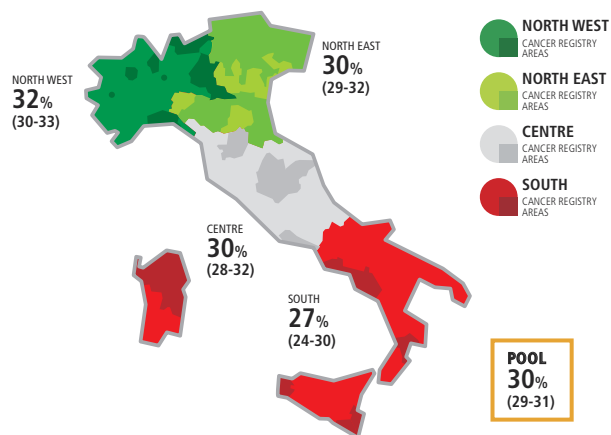 NORTH WEST
32%
(30-33)
NORTH EAST
30%
(29-32)
CENTRE
30%
(28-32)
SOUTH
27%
(24-30)
NORTH WEST
CANCER REGISTRY
AREAS
NORTH EAST
CANCER REGISTRY
AREAS
CENTRE
CANCER REGISTRY
AREAS
SOUTH
CANCER REGISTRY
AREAS
POOL
30%
(29-31)